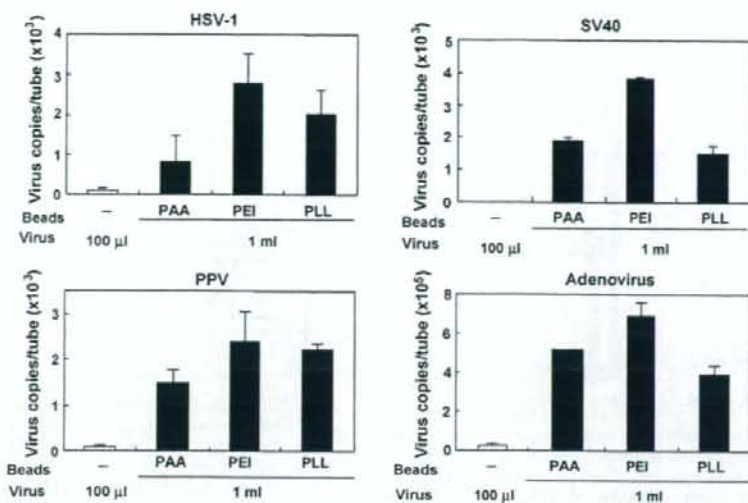 HSV-1
Virus copies/tube (x10³)
4
3
2
1
0
Beads – PAA PEI PLL
Virus 100 µl 1 ml
SV40
Virus copies/tube (x10³)
5
4
3
2
1
0
Beads – PAA PEI PLL
Virus 100 µl 1 ml
PPV
Virus copies/tube (x10³)
3
2
1
0
Beads – PAA PEI PLL
Virus 100 µl 1 ml
Adenovirus
Virus copies/tube (x10⁵)
8
6
4
2
0
Beads – PAA PEI PLL
Virus 100 µl 1 ml